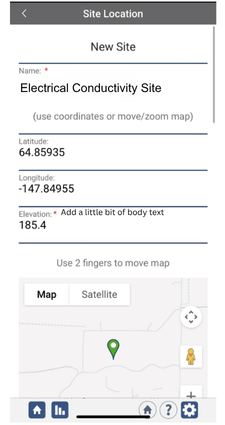 Site Location
New Site
Name: *
Electrical Conductivity Site
(use coordinates or move/zoom map)
Latitude:
64.85935
Longitude:
-147.84955
Elevation: * Add a little bit of body text
185.4
Use 2 fingers to move map
Map Satellite
?